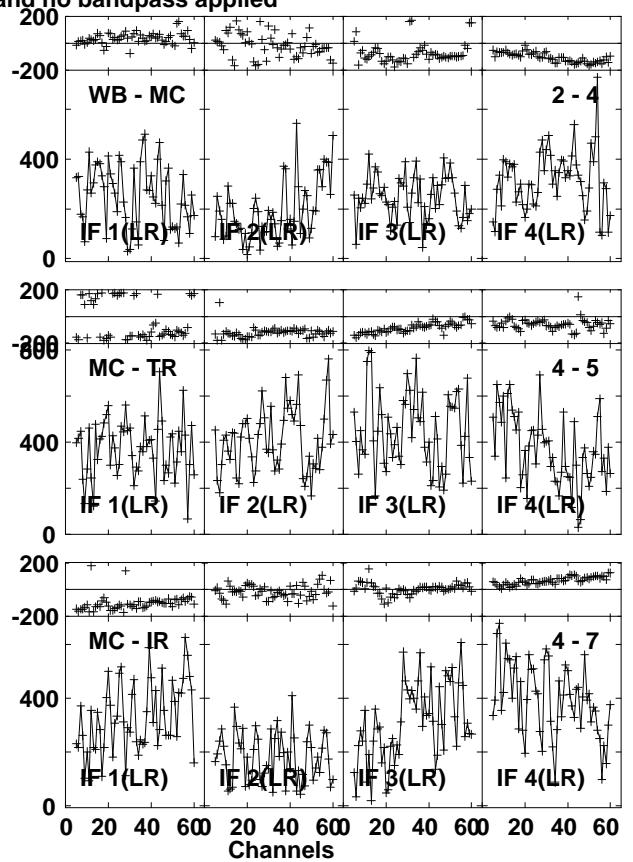 and no bandpass applied
200
-200
WB - MC 2 - 4
400
IF 1(LR) IF 2(LR) IF 3(LR) IF 4(LR)
0
200
-200
600
MC - TR 4 - 5
400
IF 1(LR) IF 2(LR) IF 3(LR) IF 4(LR)
0
200
-200
MC - IR 4 - 7
400
IF 1(LR) IF 2(LR) IF 3(LR) IF 4(LR)
0
0 20 40 60 0 20 40 60 0 20 40 60 0 20 40 60
Channels